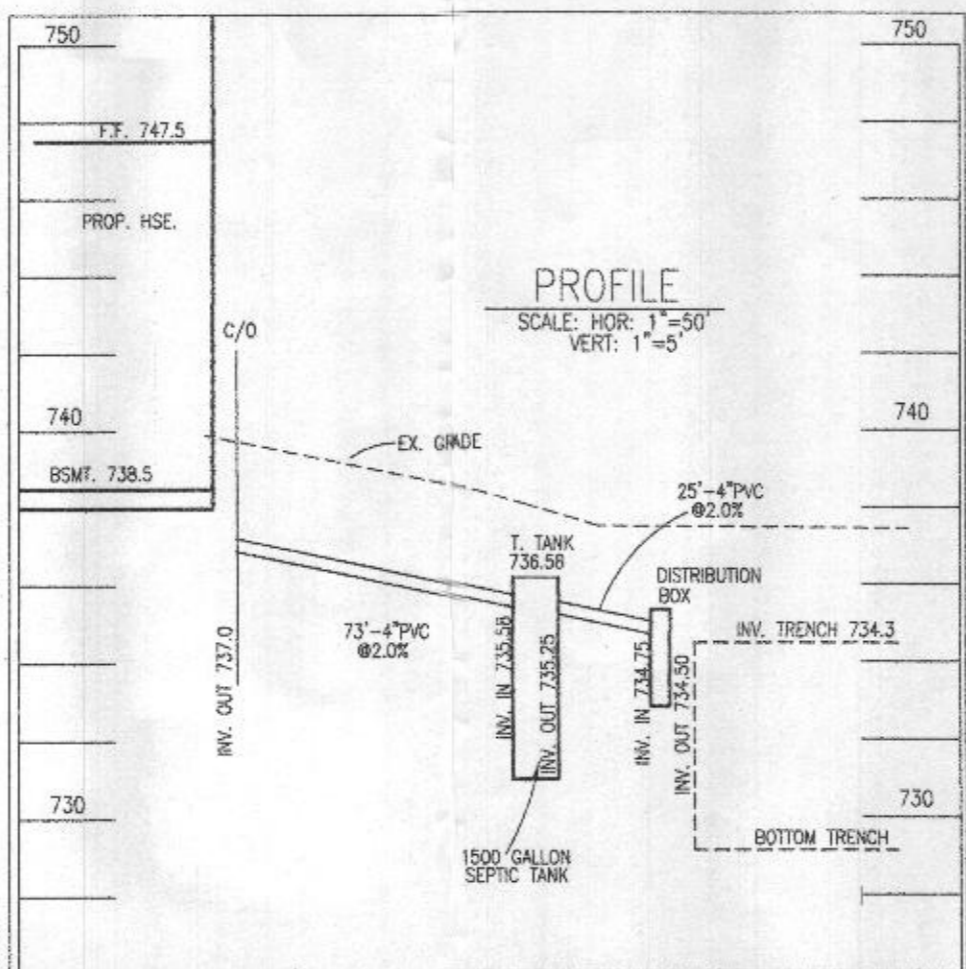 750
750
F.F. 747.5
PROP. HSE.
PROFILE
SCALE: HOR: 1"=50'
VERT: 1"=5'
C/O
740
740
EX. GRADE
BSMT. 738.5
25'-4"PVC
@2.0%
T. TANK
736.58
DISTRIBUTION
BOX
73'-4"PVC
@2.0%
INV. OUT 737.0
INV. IN 735.58
INV. OUT 735.25
INV. IN 734.75
INV. OUT 734.50
INV. TRENCH 734.3
730
730
BOTTOM TRENCH
1500 GALLON
SEPTIC TANK